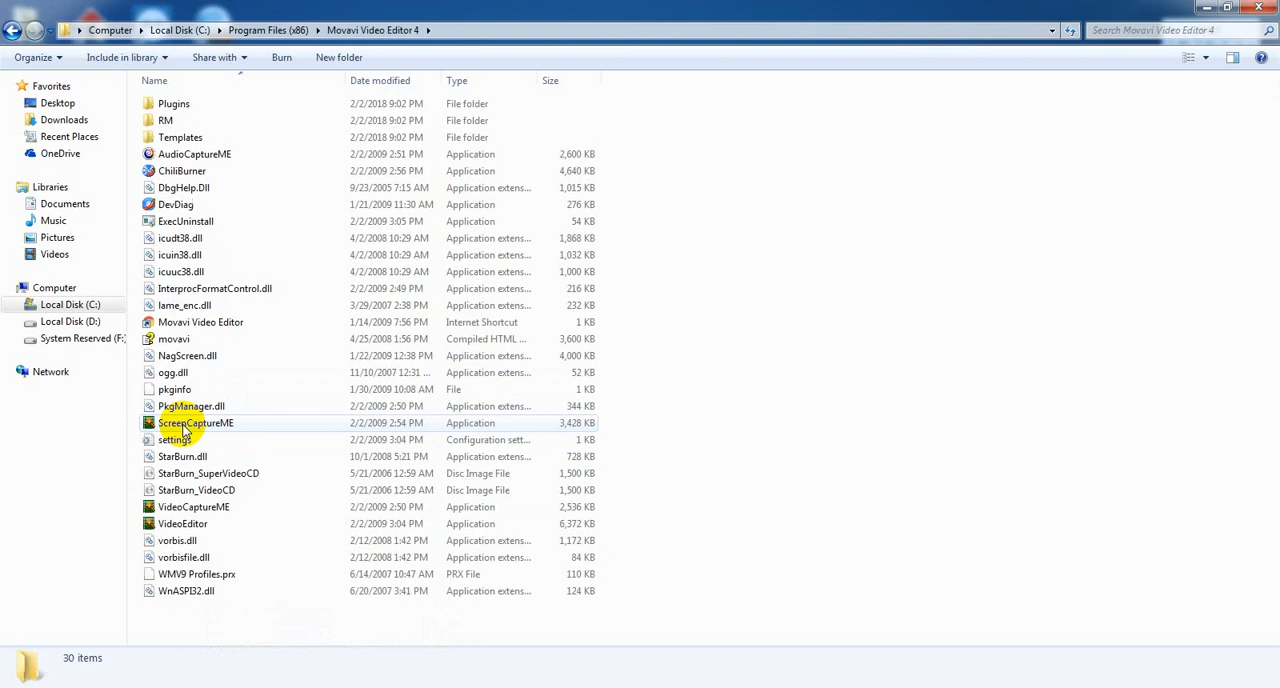 Computer Local Disk (C:) Program Files (x86) Movavi Video Editor 4 Search Movavi Video Editor 4
Organize Include in library Share with Burn New folder
Name Date modified Type Size
Favorites
Desktop
Downloads
Recent Places
OneDrive
Libraries
Documents
Music
Pictures
Videos
Computer
Local Disk (C:)
Local Disk (D:)
System Reserved (F:
Network
Plugins 2/2/2018 9:02 PM File folder
RM 2/2/2018 9:02 PM File folder
Templates 2/2/2018 9:02 PM File folder
AudioCaptureME 2/2/2009 2:51 PM Application 2,600 KB
ChiliBurner 2/2/2009 2:56 PM Application 4,640 KB
DbgHelp.Dll 9/23/2005 7:15 AM Application extens... 1,015 KB
DevDiag 1/21/2009 11:30 AM Application 276 KB
ExecUninstall 2/2/2009 3:05 PM Application 54 KB
icudt38.dll 4/2/2008 10:29 AM Application extens... 1,868 KB
icuin38.dll 4/2/2008 10:29 AM Application extens... 1,032 KB
icuuc38.dll 4/2/2008 10:29 AM Application extens... 1,000 KB
InterprocFormatControl.dll 2/2/2009 2:49 PM Application extens... 216 KB
lame_enc.dll 3/29/2007 2:38 PM Application extens... 232 KB
Movavi Video Editor 1/14/2009 7:56 PM Internet Shortcut 1 KB
movavi 4/25/2008 1:56 PM Compiled HTML ... 3,600 KB
NagScreen.dll 1/22/2009 12:38 PM Application extens... 4,000 KB
ogg.dll 11/10/2007 12:31 ... Application extens... 52 KB
pkginfo 1/30/2009 10:08 AM File 1 KB
PkgManager.dll 2/2/2009 2:50 PM Application extens... 344 KB
ScreenCaptureME 2/2/2009 2:54 PM Application 3,428 KB
settings 2/2/2009 3:04 PM Configuration sett... 1 KB
StarBurn.dll 10/1/2008 5:21 PM Application extens... 728 KB
StarBurn_SuperVideoCD 5/21/2006 12:59 AM Disc Image File 1,500 KB
StarBurn_VideoCD 5/21/2006 12:59 AM Disc Image File 1,500 KB
VideoCaptureME 2/2/2009 2:50 PM Application 2,536 KB
VideoEditor 2/2/2009 3:04 PM Application 6,372 KB
vorbis.dll 2/12/2008 1:42 PM Application extens... 1,172 KB
vorbisfile.dll 2/12/2008 1:42 PM Application extens... 84 KB
WMV9 Profiles.prx 6/14/2007 10:47 AM PRX File 110 KB
WnASPI32.dll 6/20/2007 3:41 PM Application extens... 124 KB
30 items